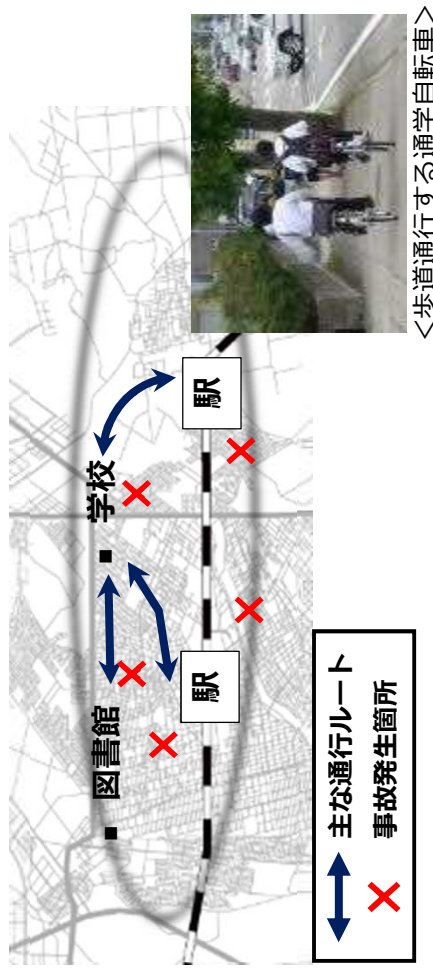 図書館
学校
駅
駅
主な通行ルート
事故発生箇所
＜歩道通行する通学自転車＞